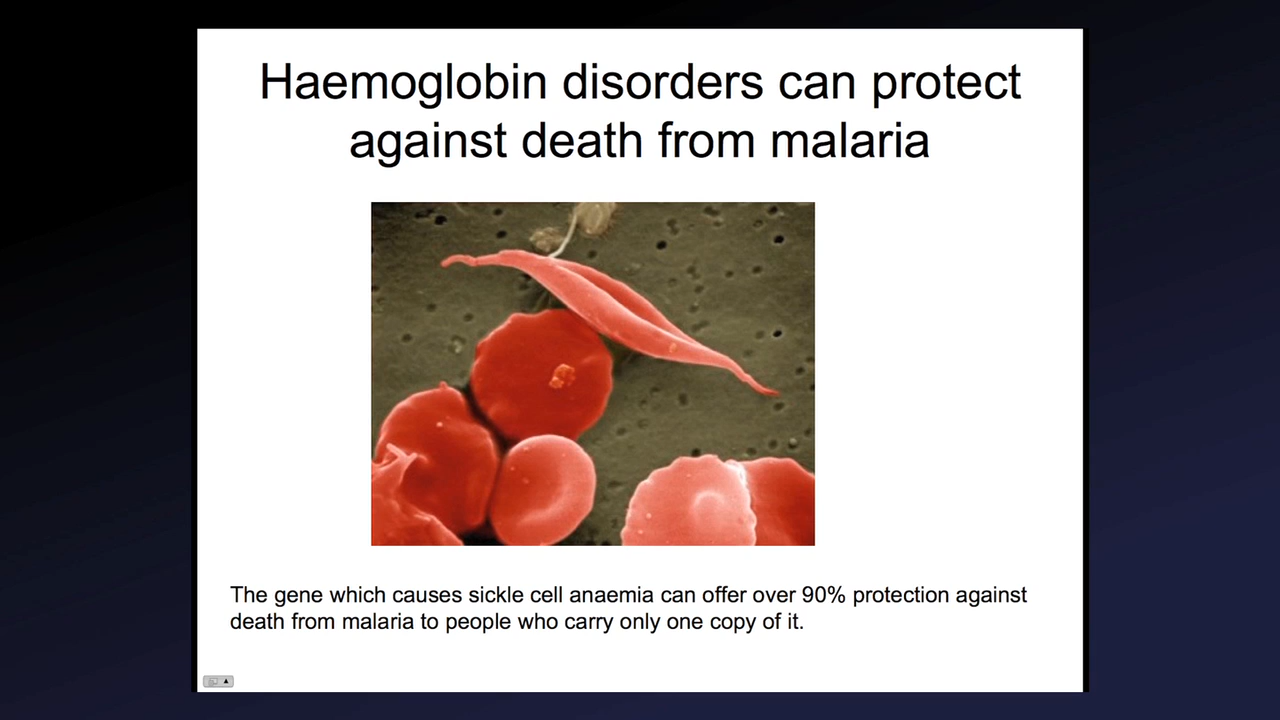 Haemoglobin disorders can protect
against death from malaria
The gene which causes sickle cell anaemia can offer over 90% protection against
death from malaria to people who carry only one copy of it.